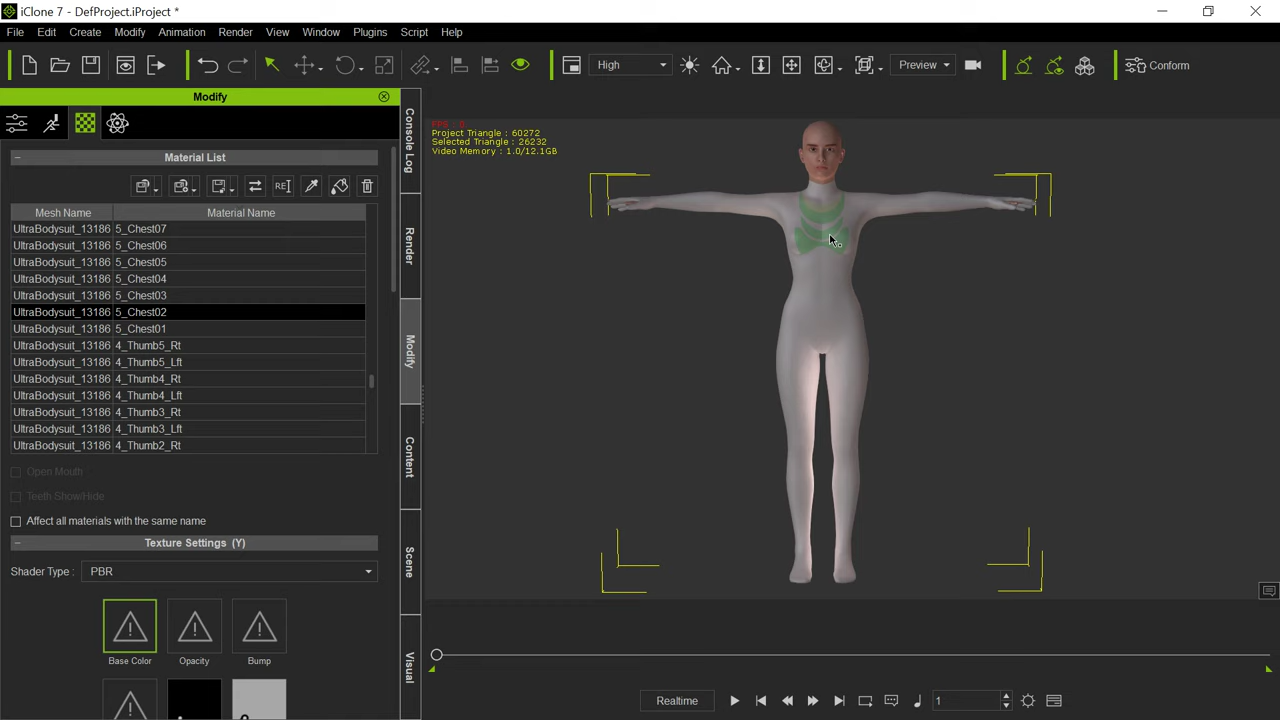 iClone 7 - DefProject.iProject *
File Edit Create Modify Animation Render View Window Plugins Script Help
High
Preview
Conform
Modify
Console Log
Render
Modify
Content
Scene
Visual
Material List
RE
Mesh Name Material Name
UltraBodysuit_13186 5_Chest07
UltraBodysuit_13186 5_Chest06
UltraBodysuit_13186 5_Chest05
UltraBodysuit_13186 5_Chest04
UltraBodysuit_13186 5_Chest03
UltraBodysuit_13186 5_Chest02
UltraBodysuit_13186 5_Chest01
UltraBodysuit_13186 4_Thumb5_Rt
UltraBodysuit_13186 4_Thumb5_Lft
UltraBodysuit_13186 4_Thumb4_Rt
UltraBodysuit_13186 4_Thumb4_Lft
UltraBodysuit_13186 4_Thumb3_Rt
UltraBodysuit_13186 4_Thumb3_Lft
UltraBodysuit_13186 4_Thumb2_Rt
Open Mouth
Teeth Show/Hide
Affect all materials with the same name
Texture Settings (Y)
Shader Type : PBR
Base Color Opacity Bump
FPS : 0
Project Triangle : 60272
Selected Triangle : 26232
Video Memory : 1.0/12.1GB
Realtime
1